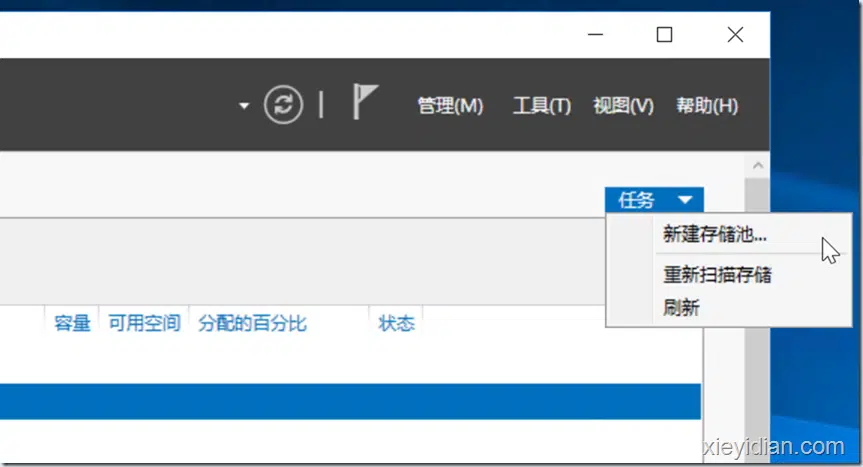 管理(M) 工具(T) 视图(V) 帮助(H)
任务
新建存储池...
重新扫描存储
刷新
容量 可用空间 分配的百分比 状态
xieyidian.com